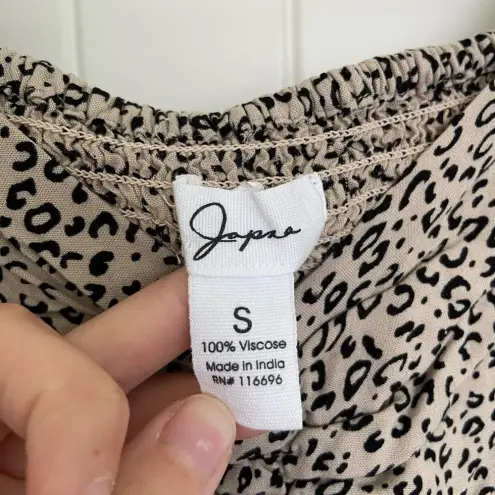 Japna
S
100% Viscose
Made in India
RN# 116696